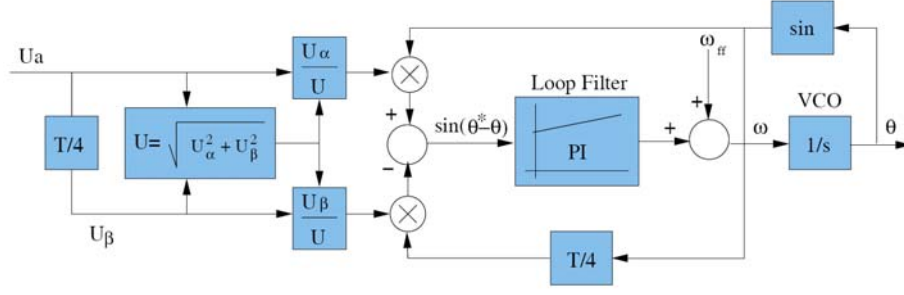 Ua
T/4
U= √ U²α + U²β
Uβ
Uα
U
Uβ
U
×
+
−
×
sin(θ*−θ)
Loop Filter
PI
ωff
+
+
ω
VCO
1/s
θ
sin
T/4